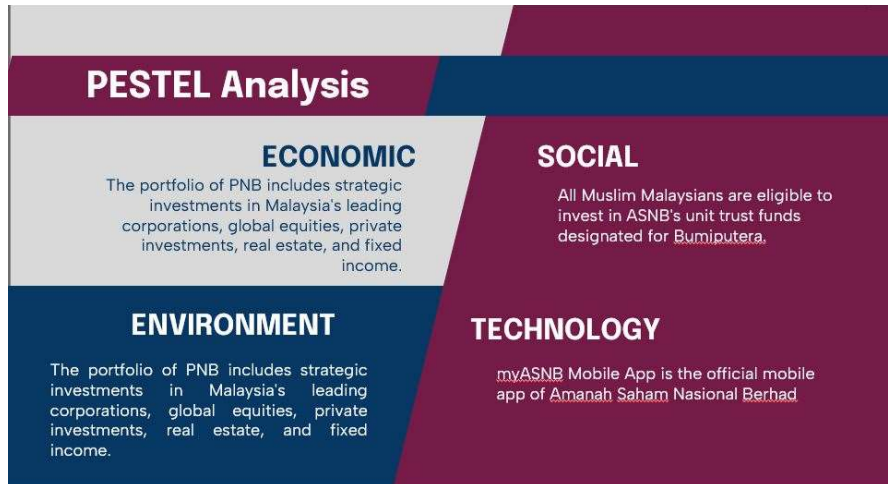 PESTEL Analysis
ECONOMIC
The portfolio of PNB includes strategic
investments in Malaysia's leading
corporations, global equities, private
investments, real estate, and fixed
income.
SOCIAL
All Muslim Malaysians are eligible to
invest in ASNB's unit trust funds
designated for Bumiputera.
ENVIRONMENT
The portfolio of PNB includes strategic
investments in Malaysia's leading
corporations, global equities, private
investments, real estate, and fixed
income.
TECHNOLOGY
myASNB Mobile App is the official mobile
app of Amanah Saham Nasional Berhad